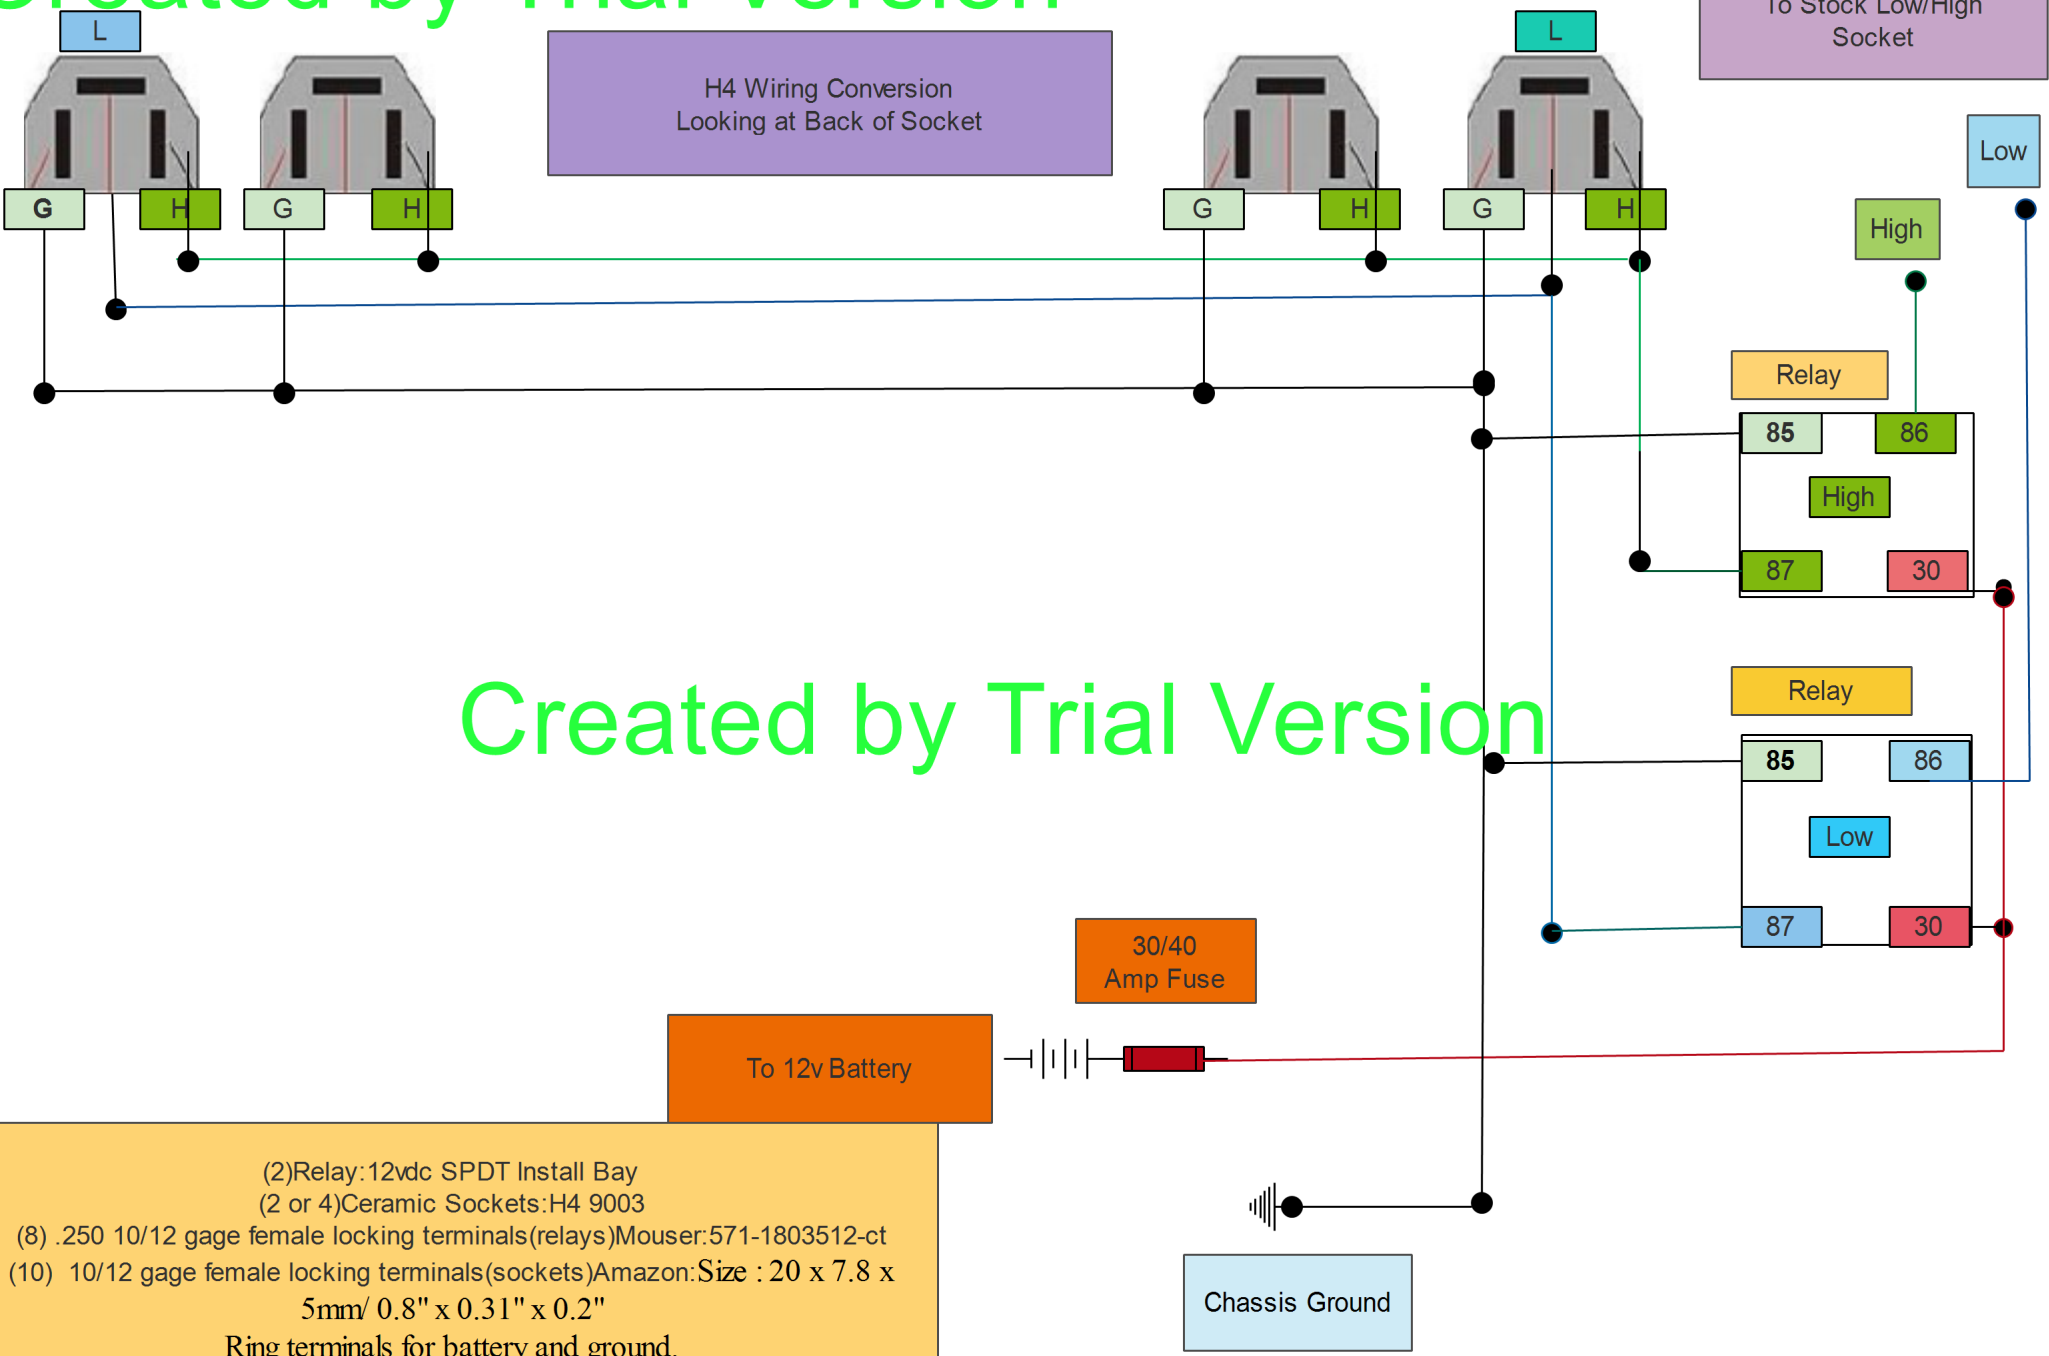 Created by Trial Version
To Stock Low/High
Socket
L
L
H4 Wiring Conversion
Looking at Back of Socket
Low
G
H
G
H
G
H
G
H
High
Relay
85
86
High
87
30
Created by Trial Version
Relay
85
86
Low
87
30
30/40
Amp Fuse
To 12v Battery
(2)Relay:12vdc SPDT Install Bay
(2 or 4)Ceramic Sockets:H4 9003
(8) .250 10/12 gage female locking terminals(relays)Mouser:571-1803512-ct
(10)  10/12 gage female locking terminals(sockets)Amazon:Size : 20 x 7.8 x
5mm/ 0.8" x 0.31" x 0.2"
Ring terminals for battery and ground.
Chassis Ground